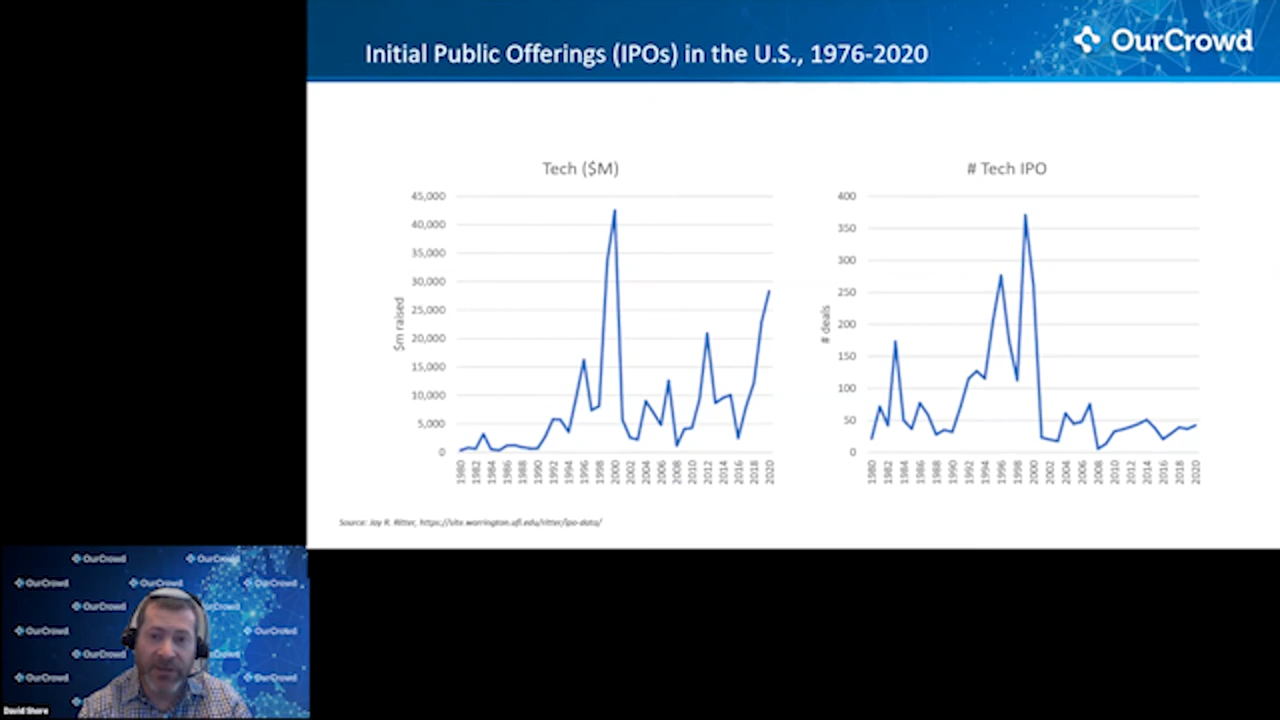 Initial Public Offerings (IPOs) in the U.S., 1976-2020
OurCrowd
Tech ($M)
45,000
40,000
35,000
30,000
25,000
20,000
15,000
10,000
5,000
0
$m raised
1980 1982 1984 1986 1988 1990 1992 1994 1996 1998 2000 2002 2004 2006 2008 2010 2012 2014 2016 2018 2020
# Tech IPO
400
350
300
250
200
150
100
50
0
# deals
1980 1982 1984 1986 1988 1990 1992 1994 1996 1998 2000 2002 2004 2006 2008 2010 2012 2014 2016 2018 2020
Source: Jay R. Ritter, https://site.warrington.ufl.edu/ritter/ipo-data/
OurCrowd OurCrowd
OurCrowd OurCrowd OurCrowd
OurCrowd
OurCrowd OurCrowd
OurCrowd
OurCrowd OurCrowd
David Shore